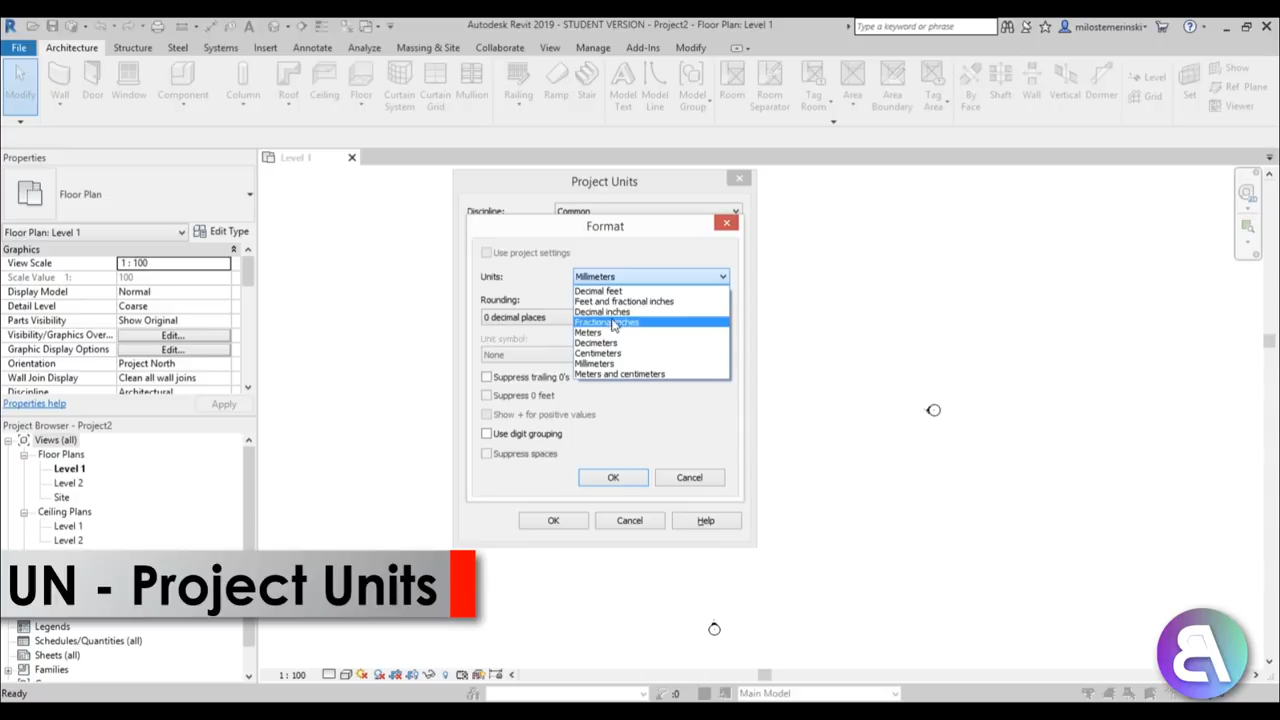 Autodesk Revit 2019 - STUDENT VERSION - Project2 - Floor Plan: Level 1
Type a keyword or phrase
milostemerinski
File Architecture Structure Steel Systems Insert Annotate Analyze Massing & Site Collaborate View Manage Add-Ins Modify
Modify Wall Door Window Component Column Roof Ceiling Floor Curtain System Curtain Grid Mullion Railing Ramp Stair Model Text Model Line Model Group Room Room Separator Tag Room Area Area Boundary Tag Area By Face Shaft Wall Vertical Dormer Level Grid Set Show Ref Plane Viewer
Properties
Level 1
Floor Plan
Floor Plan: Level 1 Edit Type
Graphics
View Scale 1 : 100
Scale Value 1: 100
Display Model Normal
Detail Level Coarse
Parts Visibility Show Original
Visibility/Graphics Over... Edit...
Graphic Display Options Edit...
Orientation Project North
Wall Join Display Clean all wall joins
Discipline Architectural
Properties help Apply
Project Browser - Project2
Views (all)
Floor Plans
Level 1
Level 2
Site
Ceiling Plans
Level 1
Level 2
Legends
Schedules/Quantities (all)
Sheets (all)
Families
Project Units
Discipline: Common
Format
Use project settings
Units: Millimeters
Decimal feet
Feet and fractional inches
Decimal inches
Fractional inches
Meters
Decimeters
Centimeters
Millimeters
Meters and centimeters
Rounding:
0 decimal places
Unit symbol:
None
Suppress trailing 0's
Suppress 0 feet
Show + for positive values
Use digit grouping
Suppress spaces
OK Cancel
OK Cancel Help
UN - Project Units
1 : 100
Ready
:0
Main Model